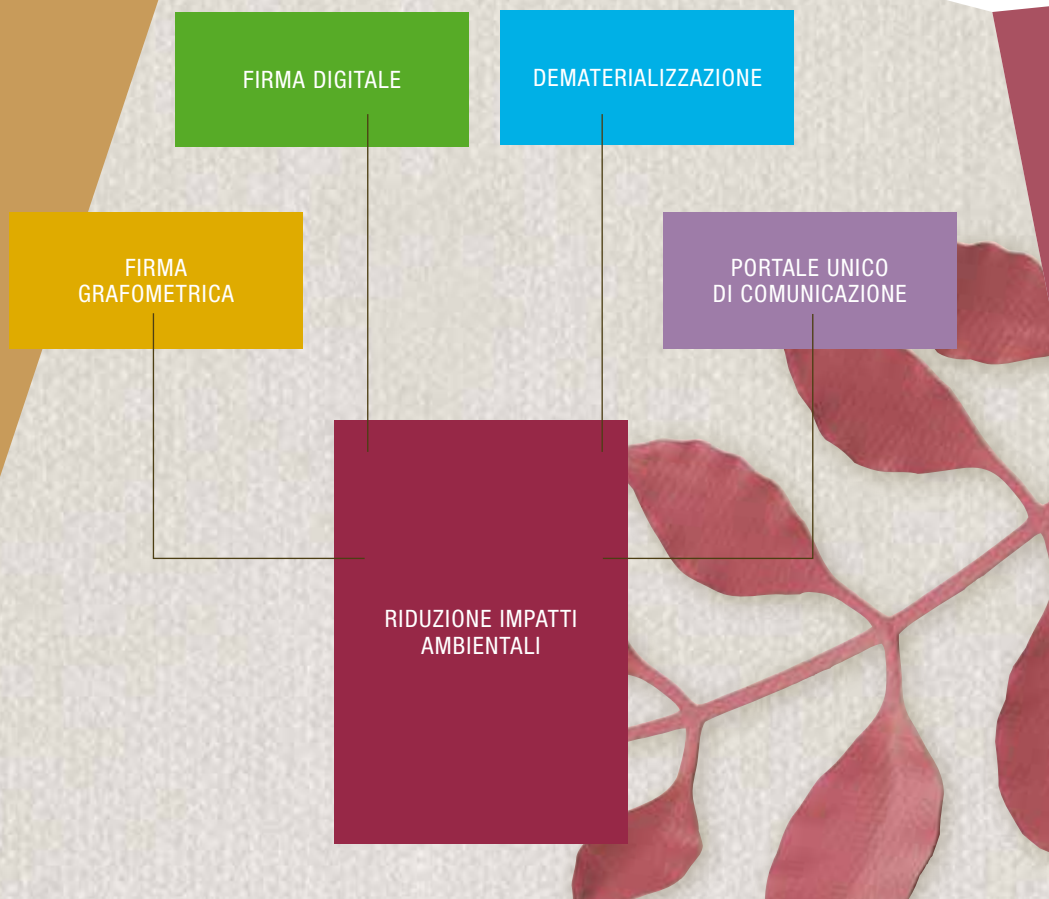 FIRMA DIGITALE
DEMATERIALIZZAZIONE
FIRMA
GRAFOMETRICA
PORTALE UNICO
DI COMUNICAZIONE
RIDUZIONE IMPATTI
AMBIENTALI